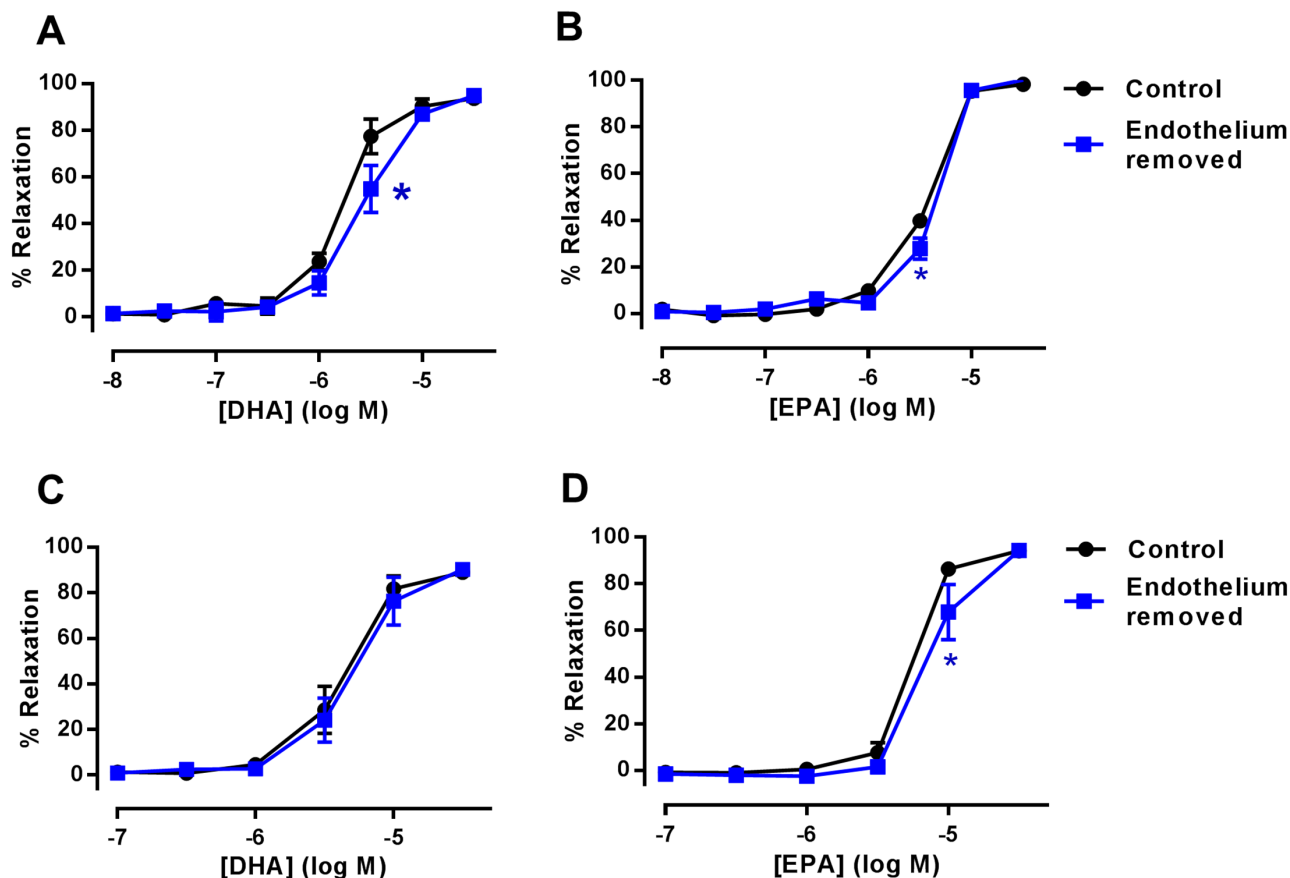 A
% Relaxation
100
80
60
40
20
0
*
-8
-7
-6
-5
[DHA] (log M)
B
% Relaxation
100
80
60
40
20
0
*
-8
-7
-6
-5
[EPA] (log M)
Control
Endothelium
removed
C
% Relaxation
100
80
60
40
20
0
-7
-6
-5
[DHA] (log M)
D
% Relaxation
100
80
60
40
20
0
*
-7
-6
-5
[EPA] (log M)
Control
Endothelium
removed